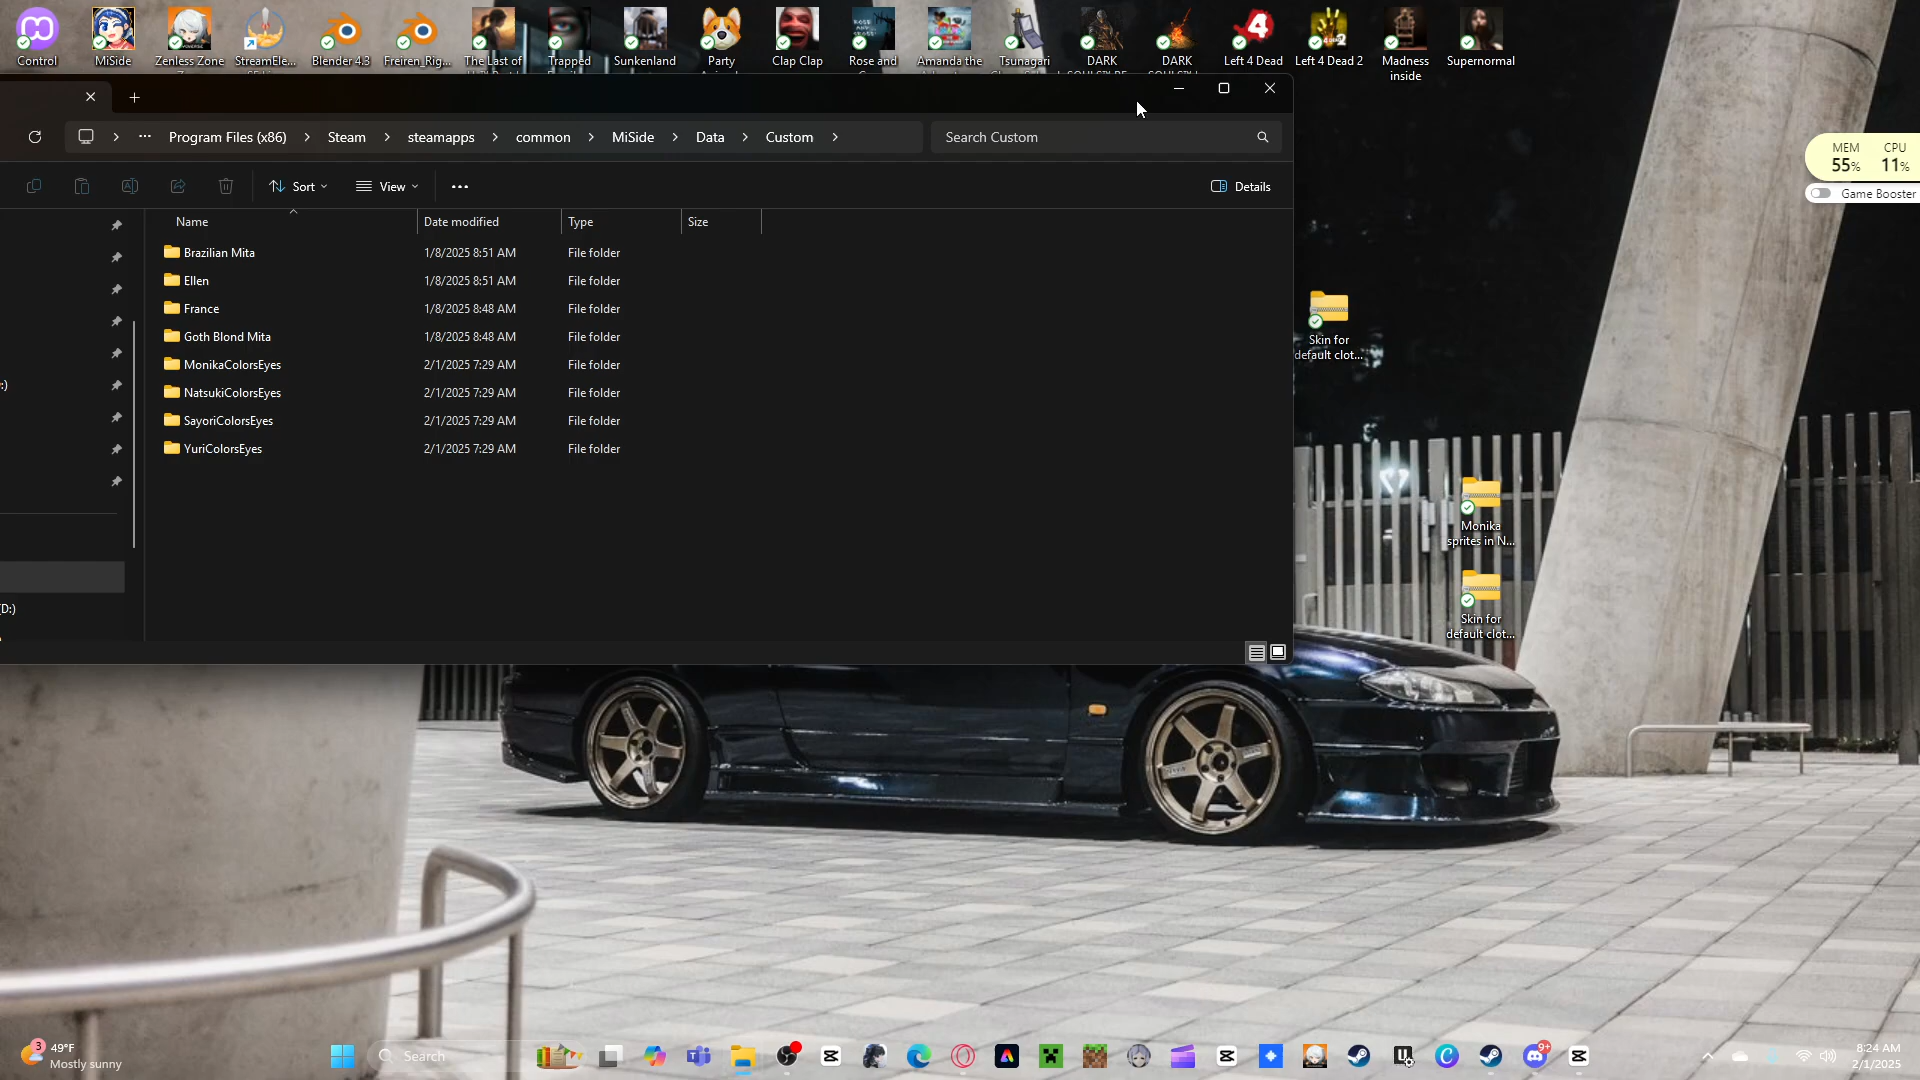 Control
MiSide
Zenless Zone
StreamEle...
Blender 4.3
Freiren_Rig...
The Last of
Trapped
Sunkenland
Party
Clap Clap
Rose and
Amanda the
Tsunagari
DARK
DARK
Left 4 Dead
Left 4 Dead 2
Madness
inside
Supernormal
Program Files (x86)
Steam
steamapps
common
MiSide
Data
Custom
Search Custom
Sort
View
Details
Name
Date modified
Type
Size
Brazilian Mita 1/8/2025 8:51 AM File folder
Ellen 1/8/2025 8:51 AM File folder
France 1/8/2025 8:48 AM File folder
Goth Blond Mita 1/8/2025 8:48 AM File folder
MonikaColorsEyes 2/1/2025 7:29 AM File folder
NatsukiColorsEyes 2/1/2025 7:29 AM File folder
SayoriColorsEyes 2/1/2025 7:29 AM File folder
YuriColorsEyes 2/1/2025 7:29 AM File folder
:)
D:)
MEM CPU
55% 11%
Game Booster
Skin for
default clot...
Monika
sprites in N...
Skin for
default clot...
3
49°F
Mostly sunny
Search
9+
8:24 AM
2/1/2025